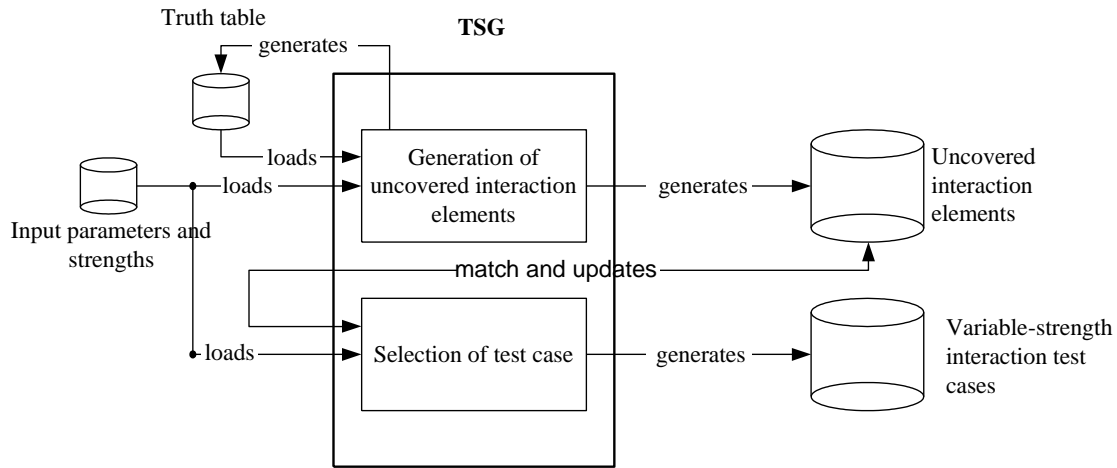 Truth table
TSG
generates
loads
Generation of
uncovered interaction
elements
loads
generates
Uncovered
interaction
elements
Input parameters and
strengths
match and updates
loads
Selection of test case
generates
Variable-strength
interaction test
cases